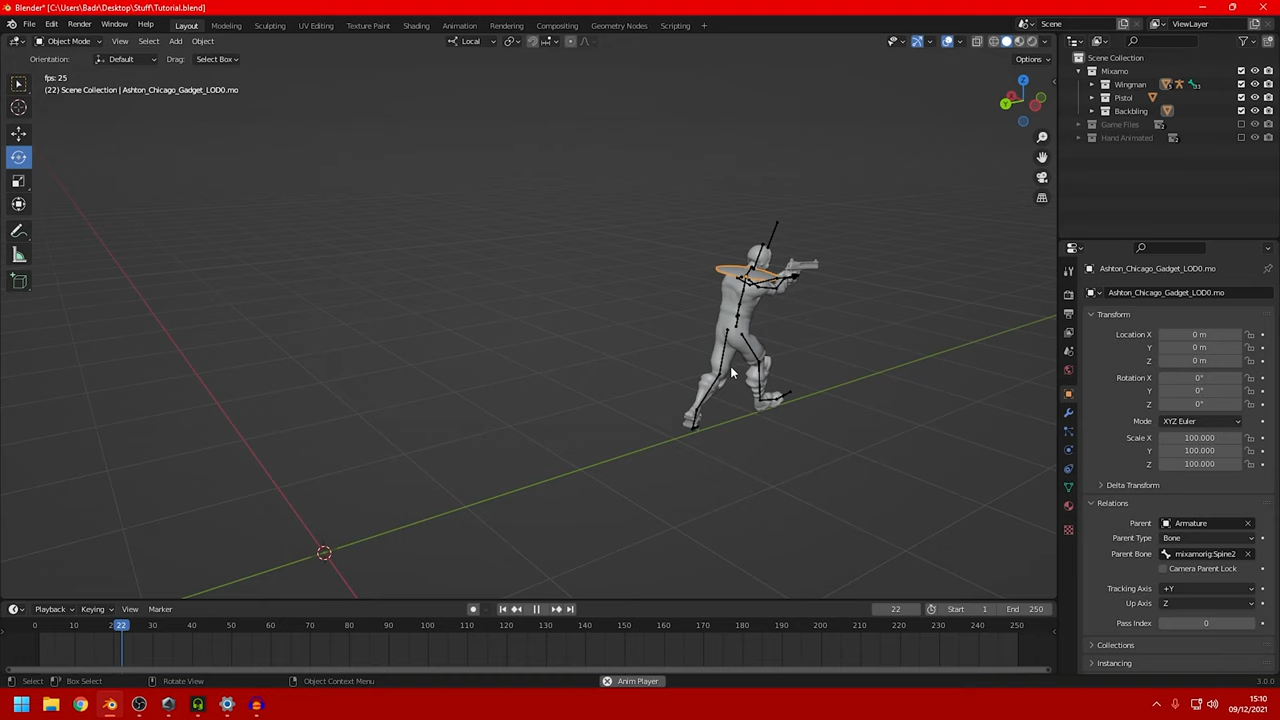 Blender* [C:\Users\Badr\Desktop\Stuff\Tutorial.blend]
File Edit Render Window Help Layout Modeling Sculpting UV Editing Texture Paint Shading Animation Rendering Compositing Geometry Nodes Scripting + Scene ViewLayer
Object Mode View Select Add Object Local
Orientation: Default Drag: Select Box Options
fps: 25
(22) Scene Collection | Ashton_Chicago_Gadget_LOD0.mo
Z
Y
Scene Collection
Mixamo
Wingman
Pistol
Backbling
Game Files
Hand Animated
Ashton_Chicago_Gadget_LOD0.mo
Ashton_Chicago_Gadget_LOD0.mo
Transform
Location X 0 m
Y 0 m
Z 0 m
Rotation X 0°
Y 0°
Z 0°
Mode XYZ Euler
Scale X 100.000
Y 100.000
Z 100.000
Delta Transform
Relations
Parent Armature
Parent Type Bone
Parent Bone mixamorig:Spine2
Camera Parent Lock
Tracking Axis +Y
Up Axis Z
Pass Index 0
Collections
Instancing
Playback Keying View Marker 22 Start 1 End 250
0 10 22 30 40 50 60 70 80 90 100 110 120 130 140 150 160 170 180 190 200 210 220 230 240 250
Select Box Select Rotate View Object Context Menu Anim Player 3.0.0
15:10
09/12/2021